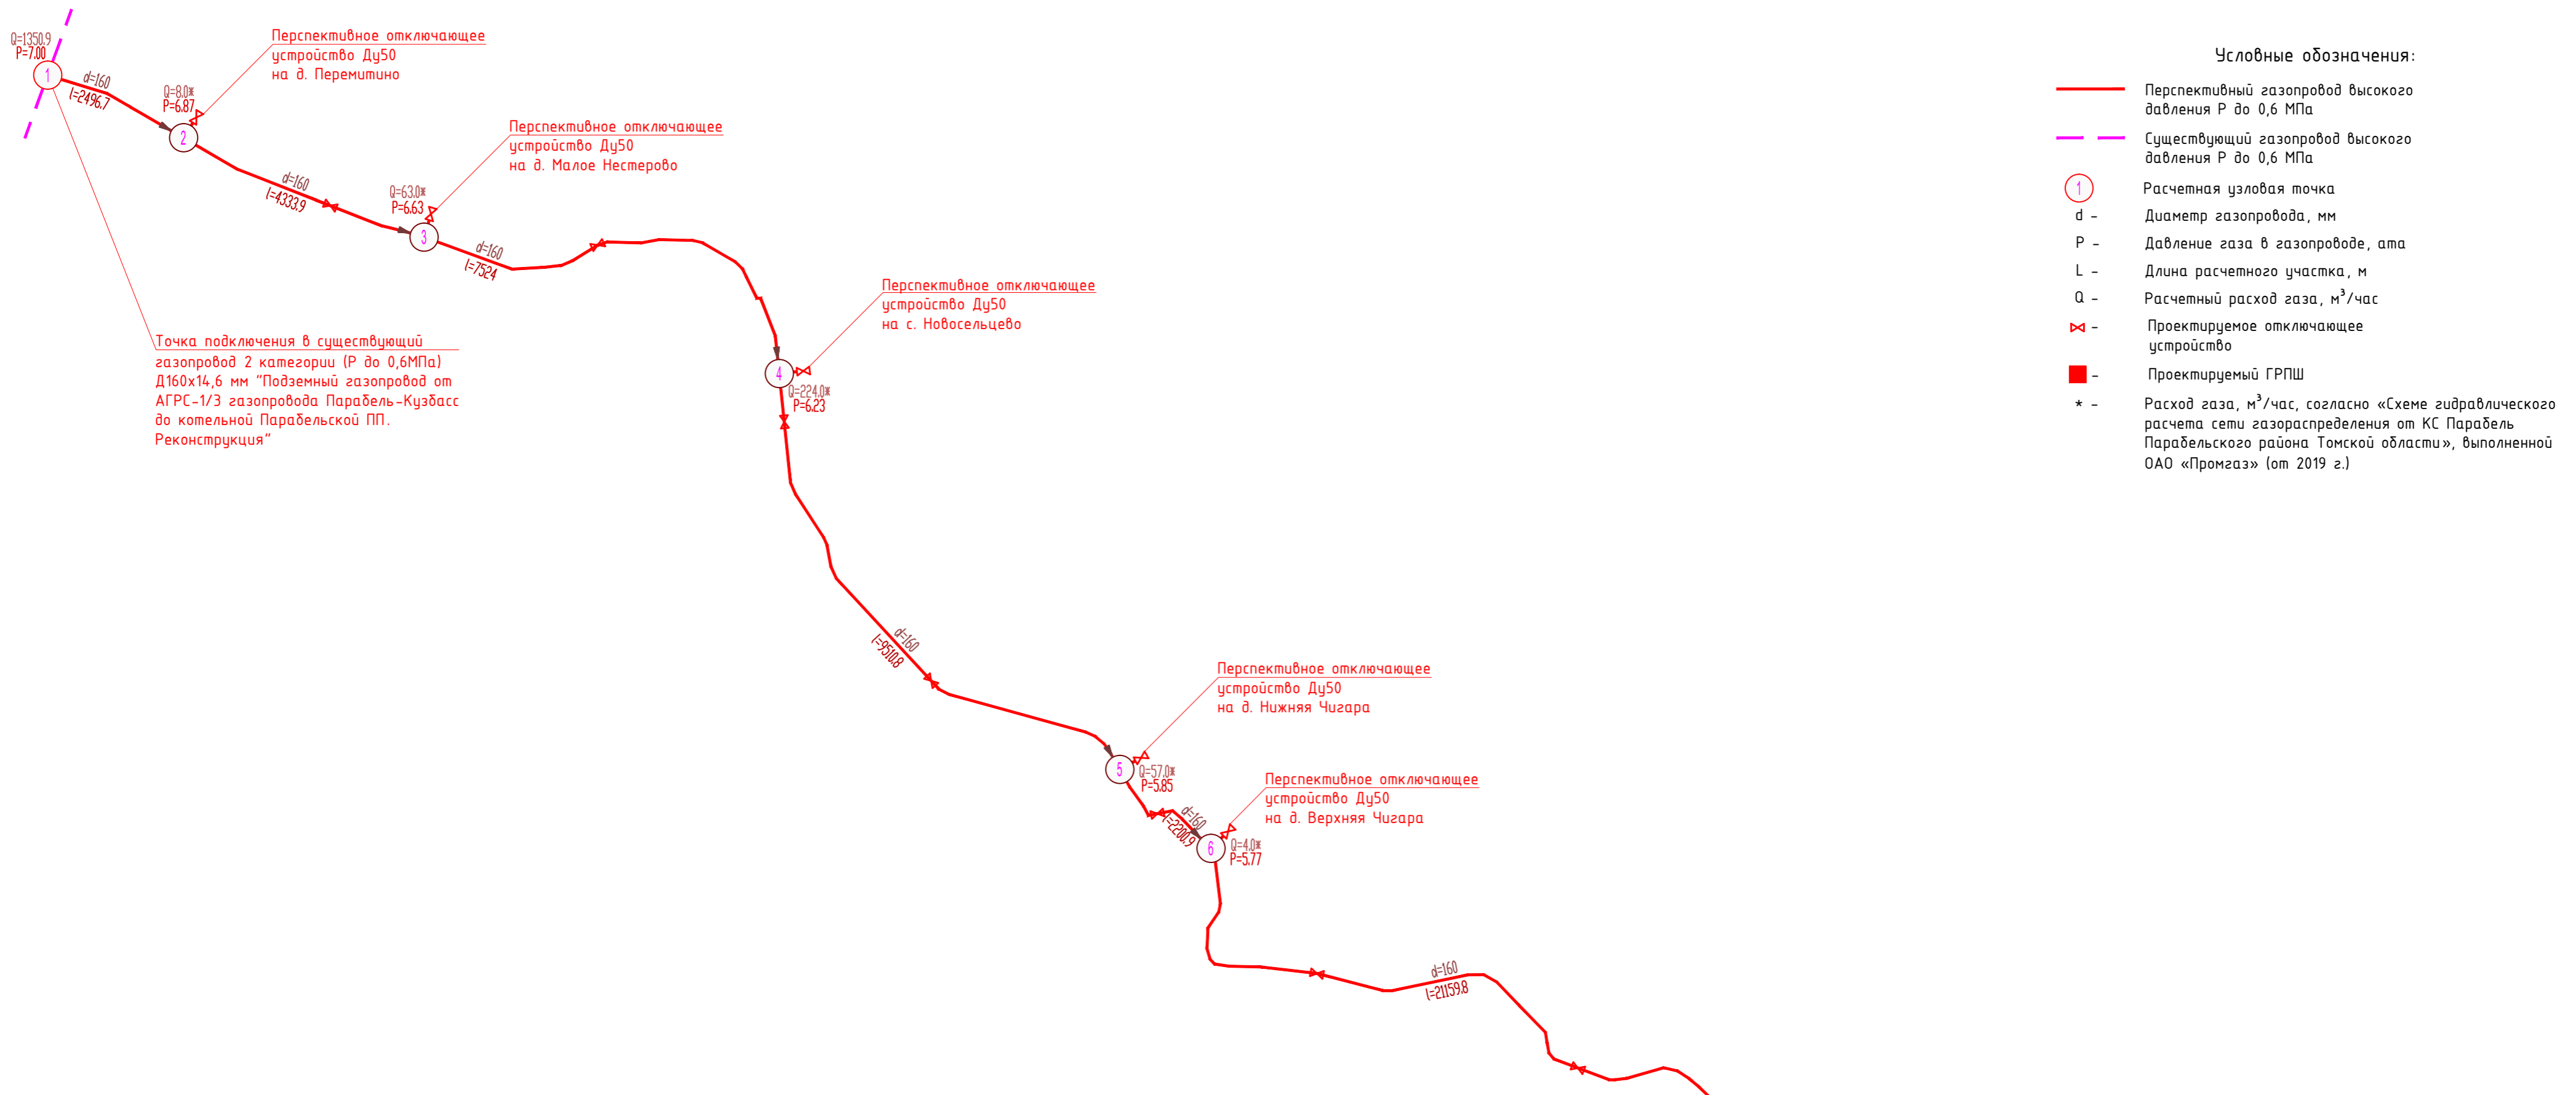 Q=1350.9
P=7.00
1
d=160
l=2496.7
Q=8.0*
P=6.87
2
Перспективное отключающее
устройство Ду50
на д. Перемитино
d=160
l=4333.9
Q=63.0*
P=6.63
3
Перспективное отключающее
устройство Ду50
на д. Малое Нестерово
d=160
l=7524
Точка подключения в существующий
газопровод 2 категории (Р до 0,6МПа)
Д160х14,6 мм "Подземный газопровод от
АГРС-1/3 газопровода Парабель-Кузбасс
до котельной Парабельской ПП.
Реконструкция"
Перспективное отключающее
устройство Ду50
на с. Новосельцево
4
Q=224.0*
P=6.23
d=160
l=9510.8
Перспективное отключающее
устройство Ду50
на д. Нижняя Чигара
5
Q=57.0*
P=5.85
d=160
l=2200.9
Перспективное отключающее
устройство Ду50
на д. Верхняя Чигара
6
Q=4.0*
P=5.77
d=160
l=21159.8
Условные обозначения:
Перспективный газопровод высокого
давления Р до 0,6 МПа
Существующий газопровод высокого
давления Р до 0,6 МПа
1 Расчетная узловая точка
d - Диаметр газопровода, мм
P - Давление газа в газопроводе, ата
L - Длина расчетного участка, м
Q - Расчетный расход газа, м³/час
- Проектируемое отключающее
устройство
- Проектируемый ГРПШ
* - Расход газа, м³/час, согласно «Схеме гидравлического
расчета сети газораспределения от КС Парабель
Парабельского района Томской области», выполненной
ОАО «Промгаз» (от 2019 г.)